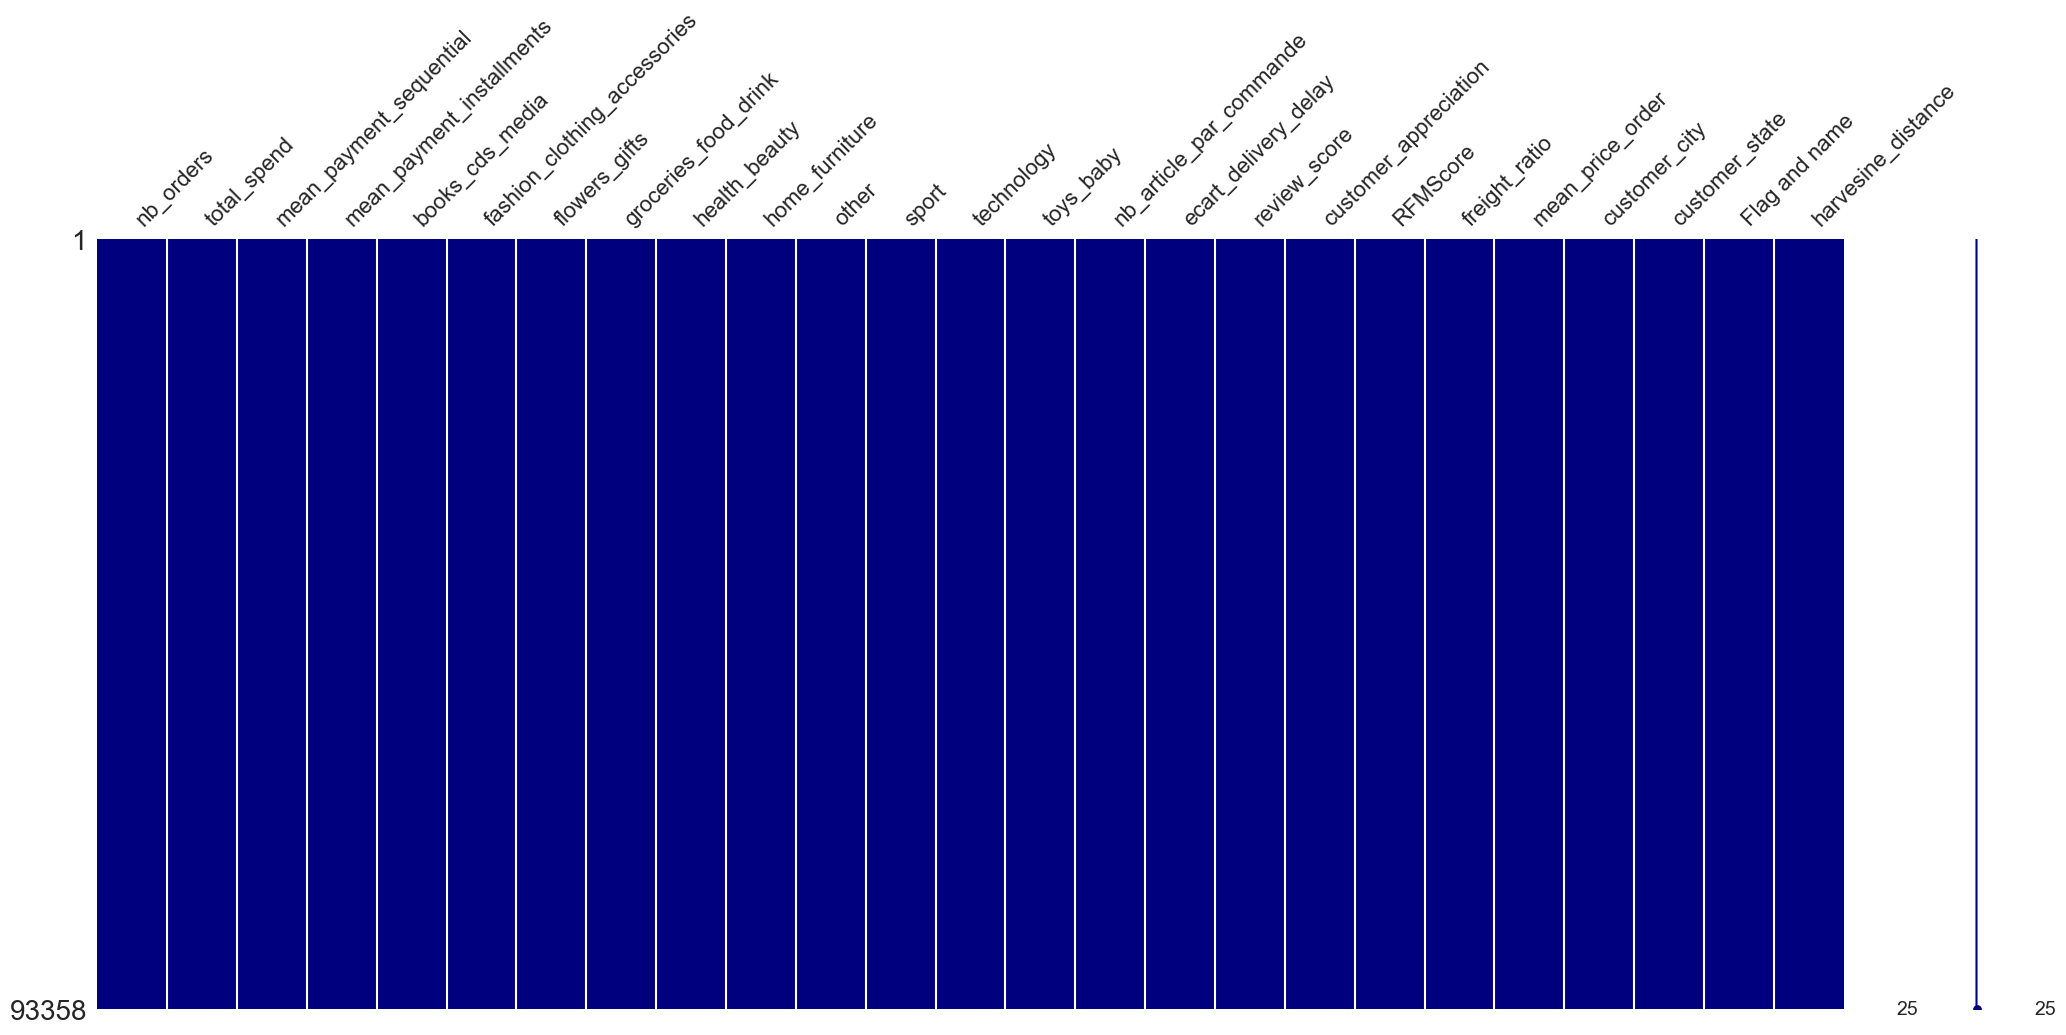 nb_orders
total_spend
mean_payment_sequential
mean_payment_installments
books_cds_media
fashion_clothing_accessories
flowers_gifts
groceries_food_drink
health_beauty
home_furniture
other
sport
technology
toys_baby
nb_article_par_commande
ecart_delivery_delay
review_score
customer_appreciation
RFMScore
freight_ratio
mean_price_order
customer_city
customer_state
Flag and name
harvesine_distance
1
93358
25
25